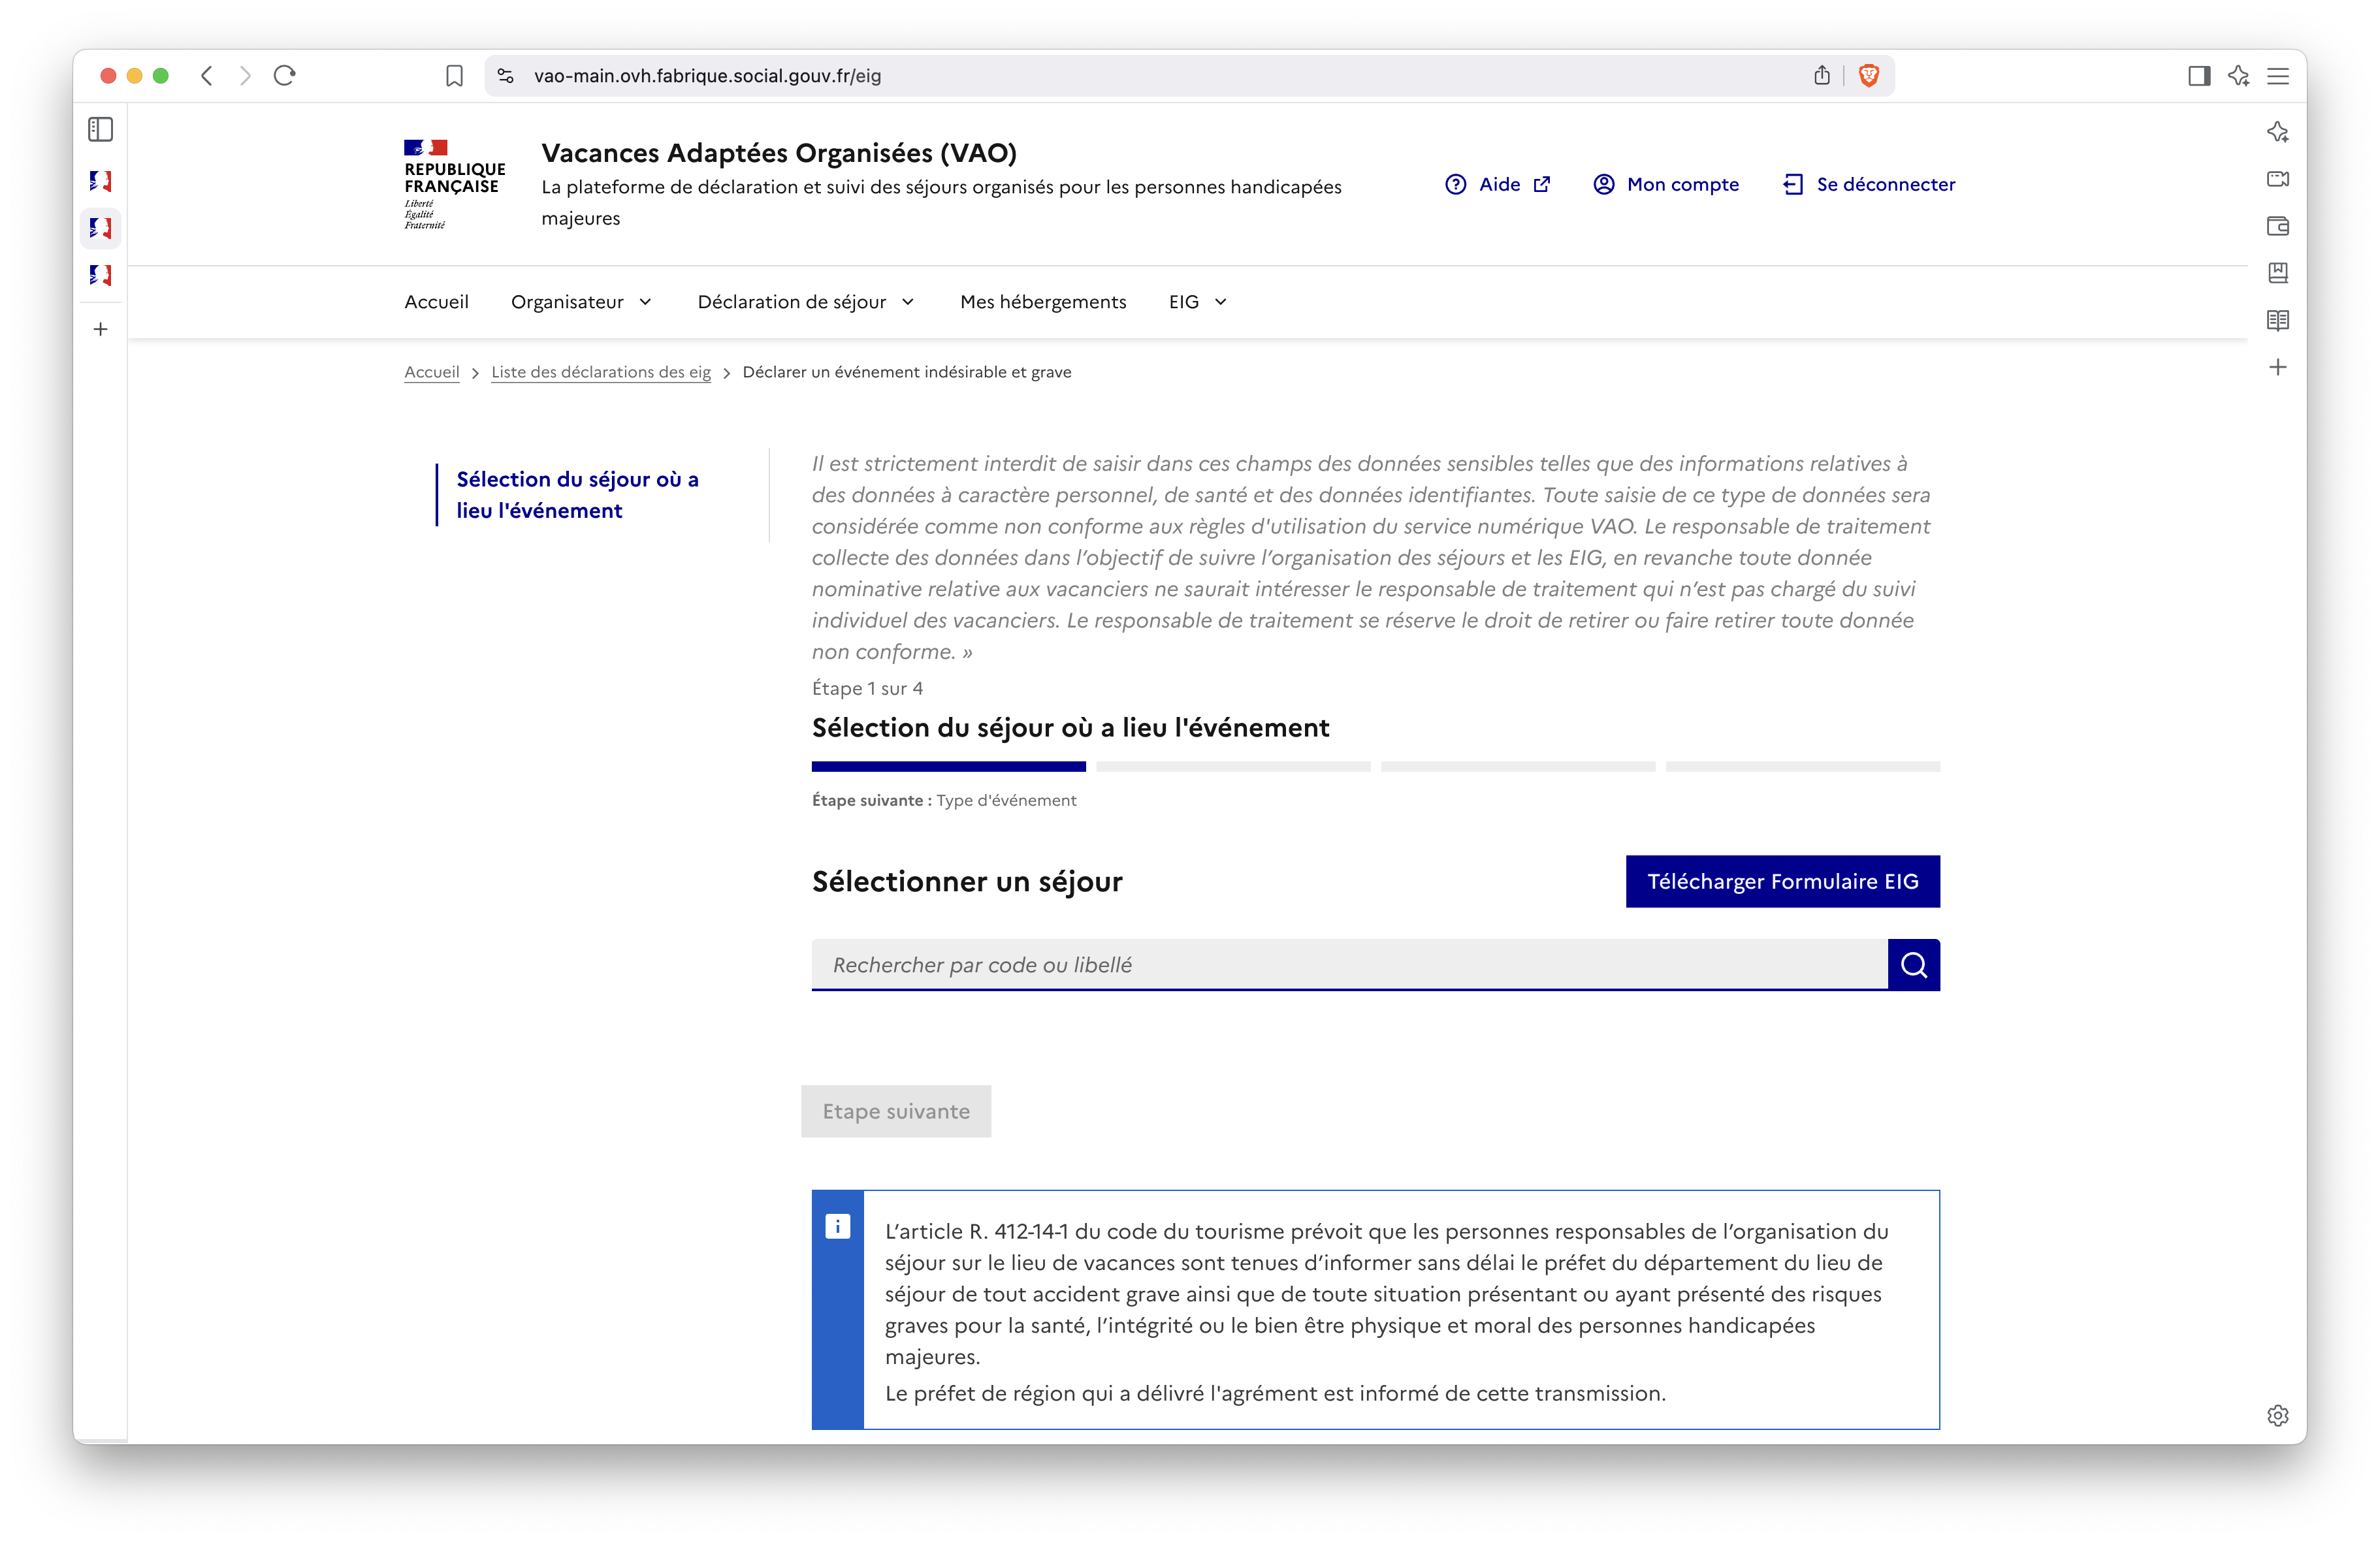 vao-main.ovh.fabrique.social.gouv.fr/eig
REPUBLIQUE
FRANÇAISE
Liberté
Égalité
Fraternité
Vacances Adaptées Organisées (VAO)
La plateforme de déclaration et suivi des séjours organisés pour les personnes handicapées
majeures
Aide
Mon compte
Se déconnecter
Accueil
Organisateur
Déclaration de séjour
Mes hébergements
EIG
Accueil > Liste des déclarations des eig > Déclarer un événement indésirable et grave
Sélection du séjour où a
lieu l'événement
Il est strictement interdit de saisir dans ces champs des données sensibles telles que des informations relatives à
des données à caractère personnel, de santé et des données identifiantes. Toute saisie de ce type de données sera
considérée comme non conforme aux règles d'utilisation du service numérique VAO. Le responsable de traitement
collecte des données dans l’objectif de suivre l’organisation des séjours et les EIG, en revanche toute donnée
nominative relative aux vacanciers ne saurait intéresser le responsable de traitement qui n’est pas chargé du suivi
individuel des vacanciers. Le responsable de traitement se réserve le droit de retirer ou faire retirer toute donnée
non conforme. »
Étape 1 sur 4
Sélection du séjour où a lieu l'événement
Étape suivante : Type d'événement
Sélectionner un séjour
Télécharger Formulaire EIG
Rechercher par code ou libellé
Etape suivante
L’article R. 412-14-1 du code du tourisme prévoit que les personnes responsables de l’organisation du
séjour sur le lieu de vacances sont tenues d’informer sans délai le préfet du département du lieu de
séjour de tout accident grave ainsi que de toute situation présentant ou ayant présenté des risques
graves pour la santé, l’intégrité ou le bien être physique et moral des personnes handicapées
majeures.
Le préfet de région qui a délivré l'agrément est informé de cette transmission.